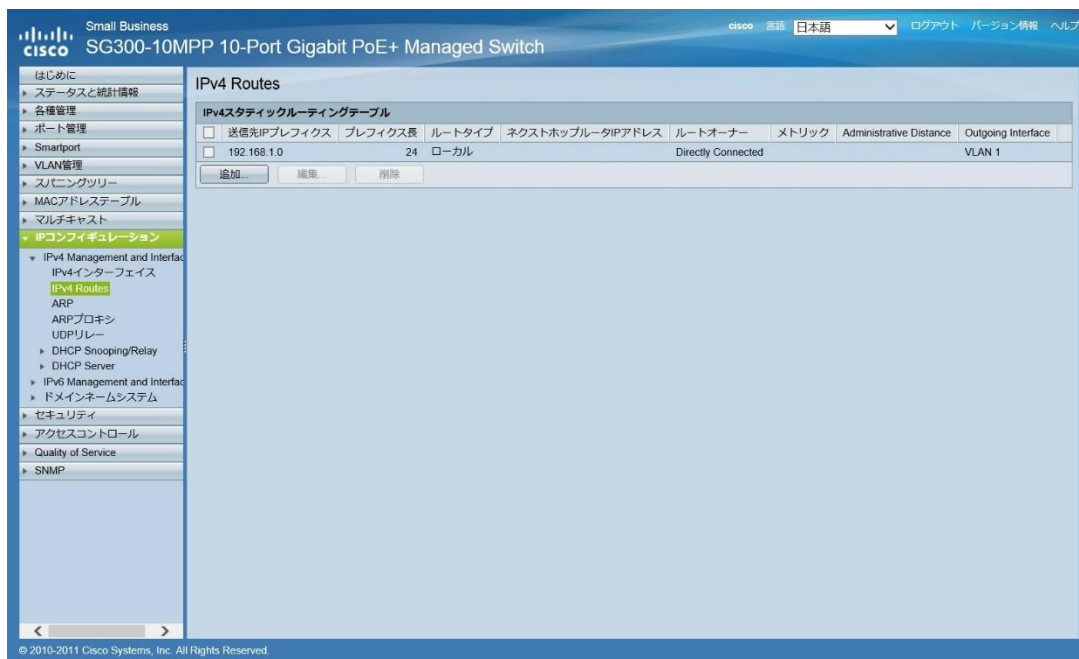 Small Business
cisco
SG300-10MPP 10-Port Gigabit PoE+ Managed Switch
cisco 言語 日本語 ログアウト バージョン情報 ヘルプ
はじめに
ステータスと統計情報
各種管理
ポート管理
Smartport
VLAN管理
スパニングツリー
MACアドレステーブル
マルチキャスト
IPコンフィギュレーション
IPv4 Management and Interfac
IPv4インターフェイス
IPv4 Routes
ARP
ARPプロキシ
UDPリレー
DHCP Snooping/Relay
DHCP Server
IPv6 Management and Interfac
ドメインネームシステム
セキュリティ
アクセスコントロール
Quality of Service
SNMP
IPv4 Routes
IPv4スタティックルーティングテーブル
送信先IPプレフィクス プレフィクス長 ルートタイプ ネクストホップルータIPアドレス ルートオーナー メトリック Administrative Distance Outgoing Interface
192.168.1.0 24 ローカル Directly Connected VLAN 1
追加... 編集... 削除
© 2010-2011 Cisco Systems, Inc. All Rights Reserved.